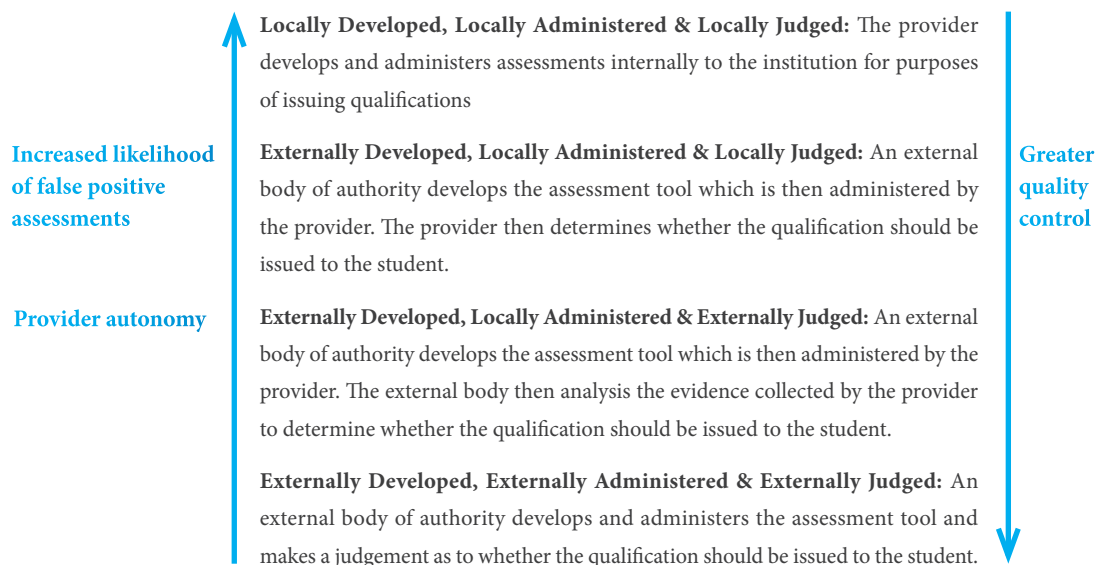 Locally Developed, Locally Administered & Locally Judged: The provider
develops and administers assessments internally to the institution for purposes
of issuing qualifications
Increased likelihood
of false positive
assessments
Externally Developed, Locally Administered & Locally Judged: An external
body of authority develops the assessment tool which is then administered by
the provider. The provider then determines whether the qualification should be
issued to the student.
Greater
quality
control
Provider autonomy
Externally Developed, Locally Administered & Externally Judged: An external
body of authority develops the assessment tool which is then administered by the
provider. The external body then analysis the evidence collected by the provider
to determine whether the qualification should be issued to the student.
Externally Developed, Externally Administered & Externally Judged: An
external body of authority develops and administers the assessment tool and
makes a judgement as to whether the qualification should be issued to the student.